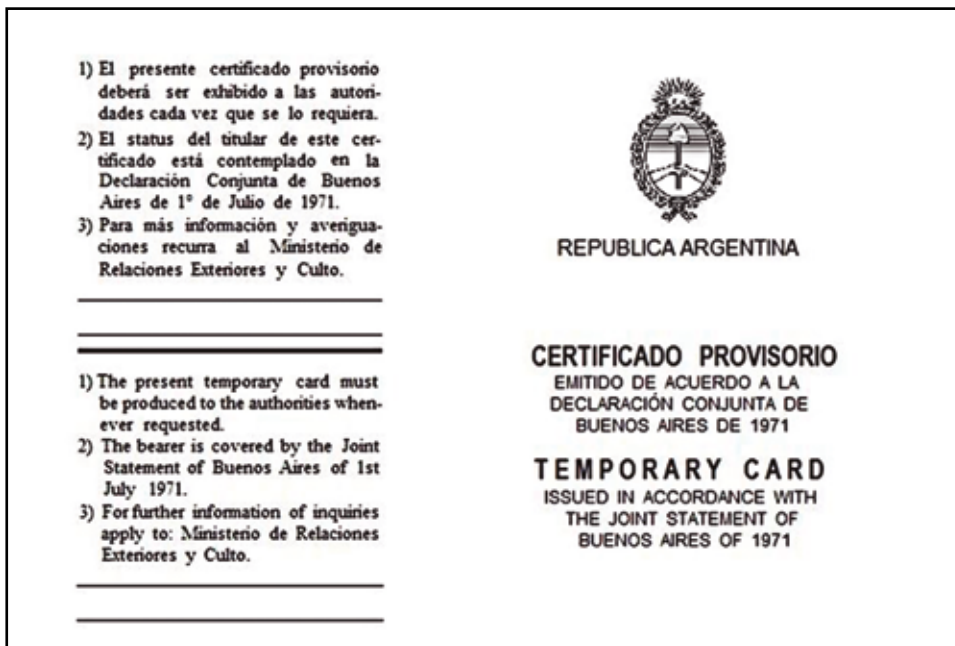 1) El presente certificado provisorio
deberá ser exhibido a las autori-
dades cada vez que se lo requiera.
2) El status del titular de este cer-
tificado está contemplado en la
Declaración Conjunta de Buenos
Aires de 1° de Julio de 1971.
3) Para más información y averigua-
ciones recurra al Ministerio de
Relaciones Exteriores y Culto.
1) The present temporary card must
be produced to the authorities when-
ever requested.
2) The bearer is covered by the Joint
Statement of Buenos Aires of 1st
July 1971.
3) For further information of inquiries
apply to: Ministerio de Relaciones
Exteriores y Culto.
REPUBLICA ARGENTINA
CERTIFICADO PROVISORIO
EMITIDO DE ACUERDO A LA
DECLARACIÓN CONJUNTA DE
BUENOS AIRES DE 1971
TEMPORARY CARD
ISSUED IN ACCORDANCE WITH
THE JOINT STATEMENT OF
BUENOS AIRES OF 1971